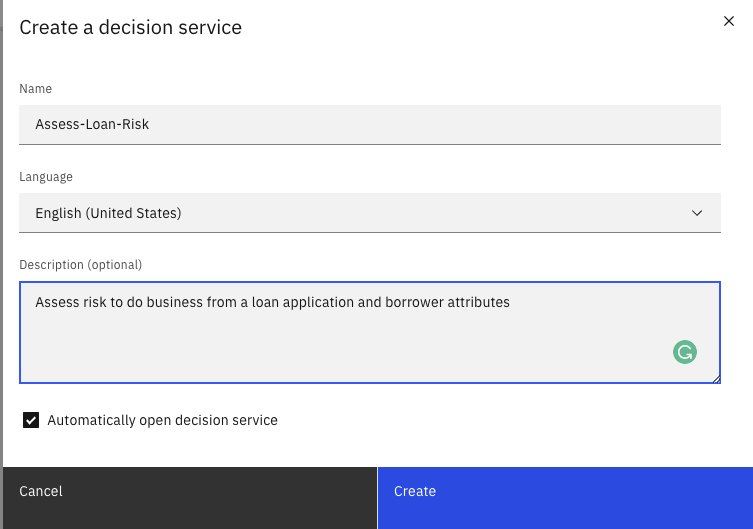 Create a decision service
Name
Assess-Loan-Risk
Language
English (United States)
Description (optional)
Assess risk to do business from a loan application and borrower attributes
Automatically open decision service
Cancel
Create